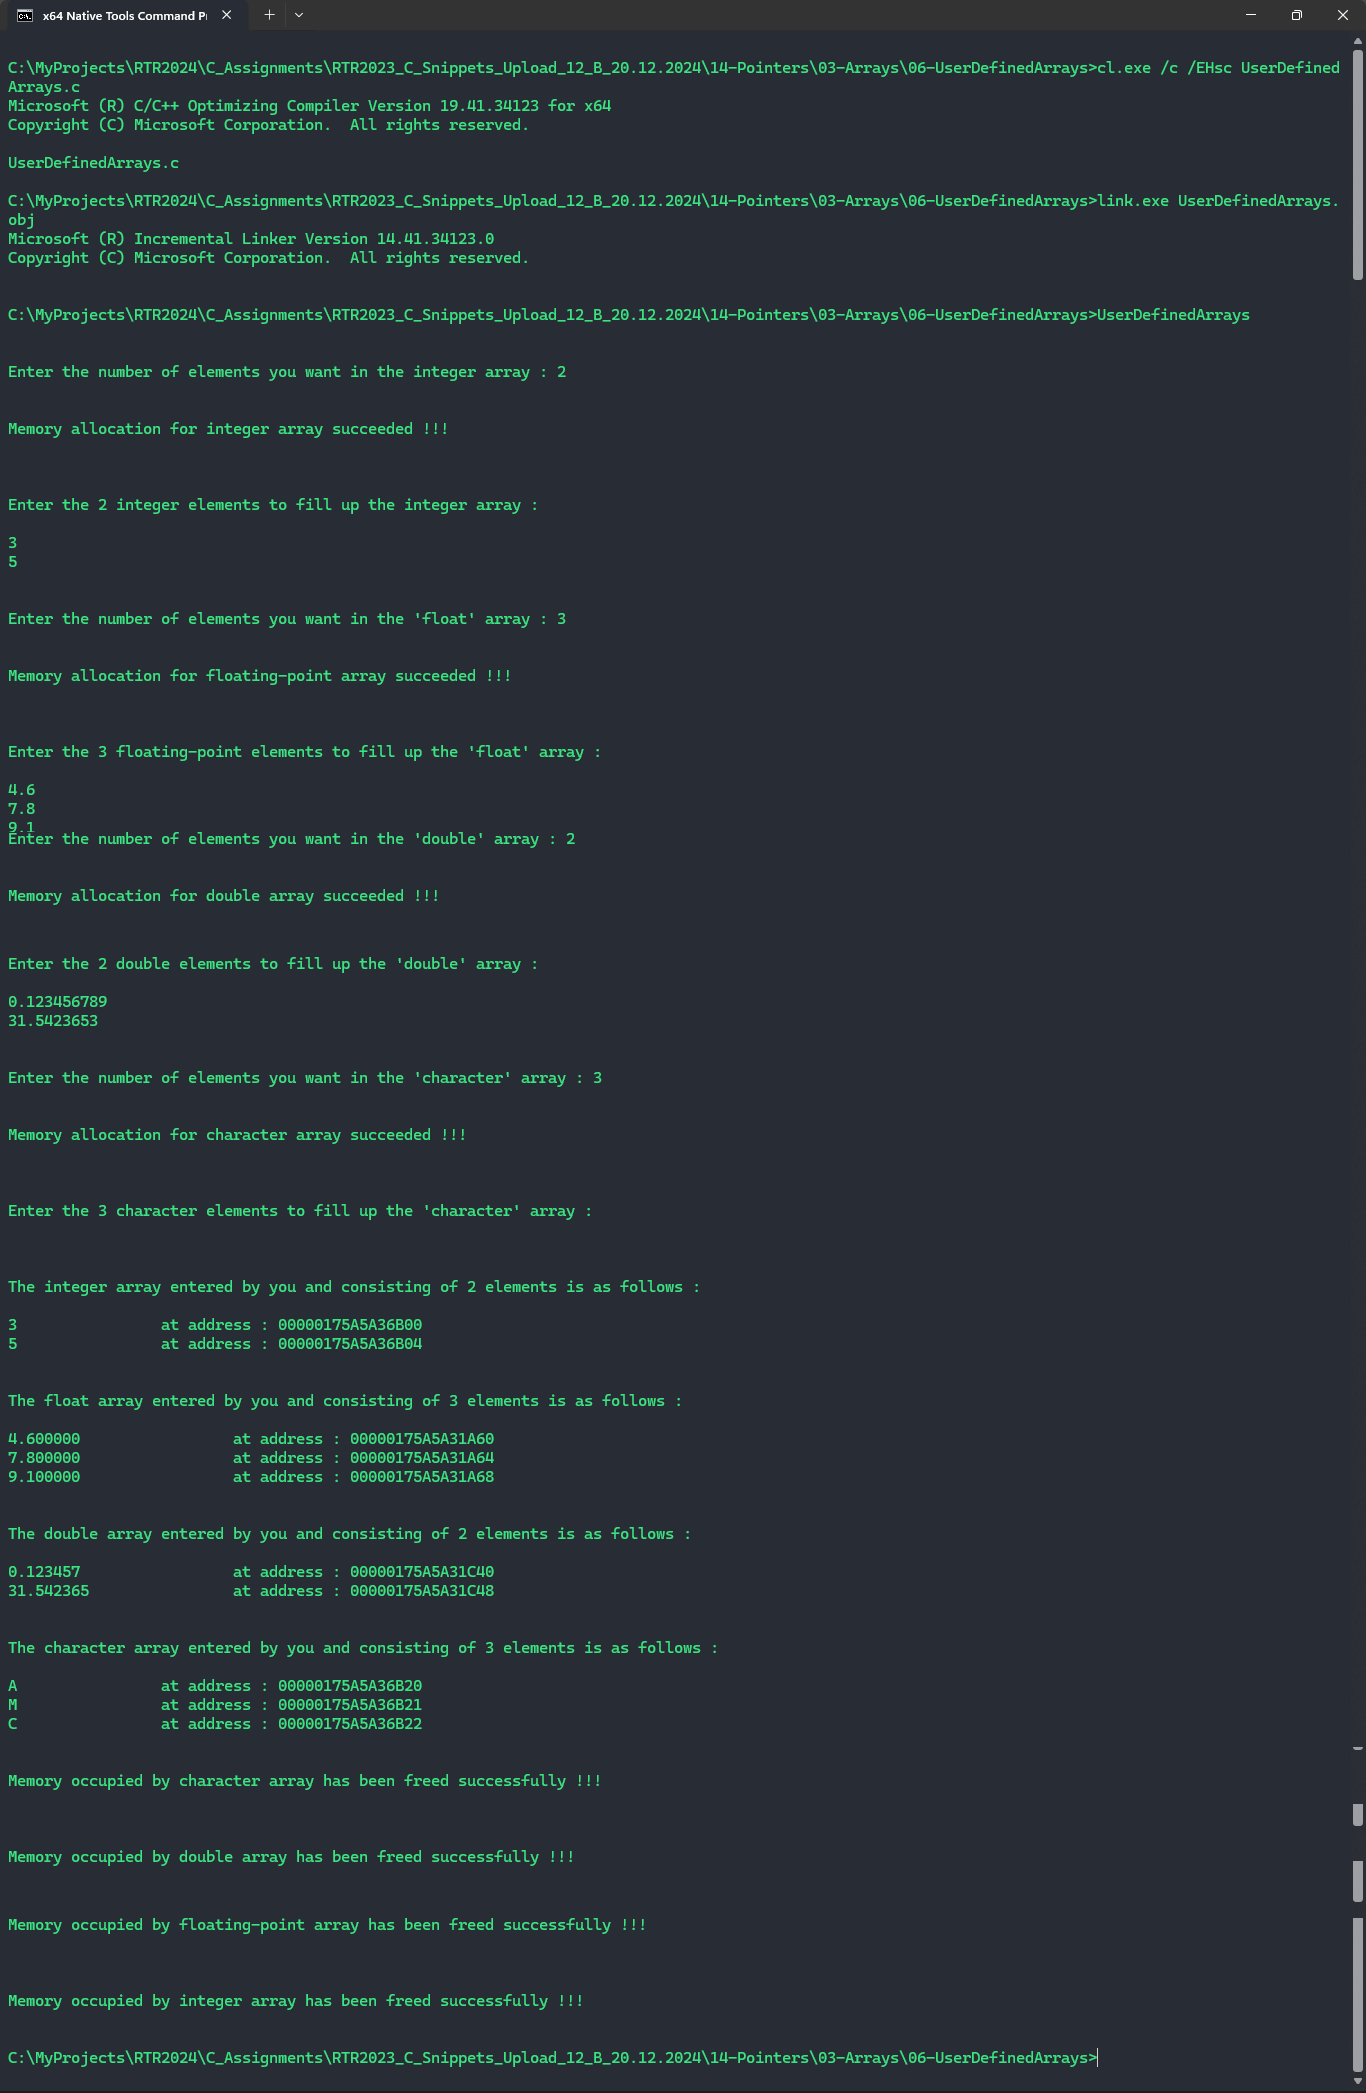 x64 Native Tools Command P
C:\MyProjects\RTR2024\C_Assignments\RTR2023_C_Snippets_Upload_12_B_20.12.2024\14-Pointers\03-Arrays\06-UserDefinedArrays>cl.exe /c /EHsc UserDefined
Arrays.c
Microsoft (R) C/C++ Optimizing Compiler Version 19.41.34123 for x64
Copyright (C) Microsoft Corporation.  All rights reserved.
UserDefinedArrays.c
C:\MyProjects\RTR2024\C_Assignments\RTR2023_C_Snippets_Upload_12_B_20.12.2024\14-Pointers\03-Arrays\06-UserDefinedArrays>link.exe UserDefinedArrays.
obj
Microsoft (R) Incremental Linker Version 14.41.34123.0
Copyright (C) Microsoft Corporation.  All rights reserved.
C:\MyProjects\RTR2024\C_Assignments\RTR2023_C_Snippets_Upload_12_B_20.12.2024\14-Pointers\03-Arrays\06-UserDefinedArrays>UserDefinedArrays
Enter the number of elements you want in the integer array : 2
Memory allocation for integer array succeeded !!!
Enter the 2 integer elements to fill up the integer array :
3
5
Enter the number of elements you want in the 'float' array : 3
Memory allocation for floating-point array succeeded !!!
Enter the 3 floating-point elements to fill up the 'float' array :
4.6
7.8
9.1
Enter the number of elements you want in the 'double' array : 2
Memory allocation for double array succeeded !!!
Enter the 2 double elements to fill up the 'double' array :
0.123456789
31.5423653
Enter the number of elements you want in the 'character' array : 3
Memory allocation for character array succeeded !!!
Enter the 3 character elements to fill up the 'character' array :
The integer array entered by you and consisting of 2 elements is as follows :
3                at address : 00000175A5A36B00
5                at address : 00000175A5A36B04
The float array entered by you and consisting of 3 elements is as follows :
4.600000                 at address : 00000175A5A31A60
7.800000                 at address : 00000175A5A31A64
9.100000                 at address : 00000175A5A31A68
The double array entered by you and consisting of 2 elements is as follows :
0.123457                 at address : 00000175A5A31C40
31.542365                at address : 00000175A5A31C48
The character array entered by you and consisting of 3 elements is as follows :
A                at address : 00000175A5A36B20
M                at address : 00000175A5A36B21
C                at address : 00000175A5A36B22
Memory occupied by character array has been freed successfully !!!
Memory occupied by double array has been freed successfully !!!
Memory occupied by floating-point array has been freed successfully !!!
Memory occupied by integer array has been freed successfully !!!
C:\MyProjects\RTR2024\C_Assignments\RTR2023_C_Snippets_Upload_12_B_20.12.2024\14-Pointers\03-Arrays\06-UserDefinedArrays>